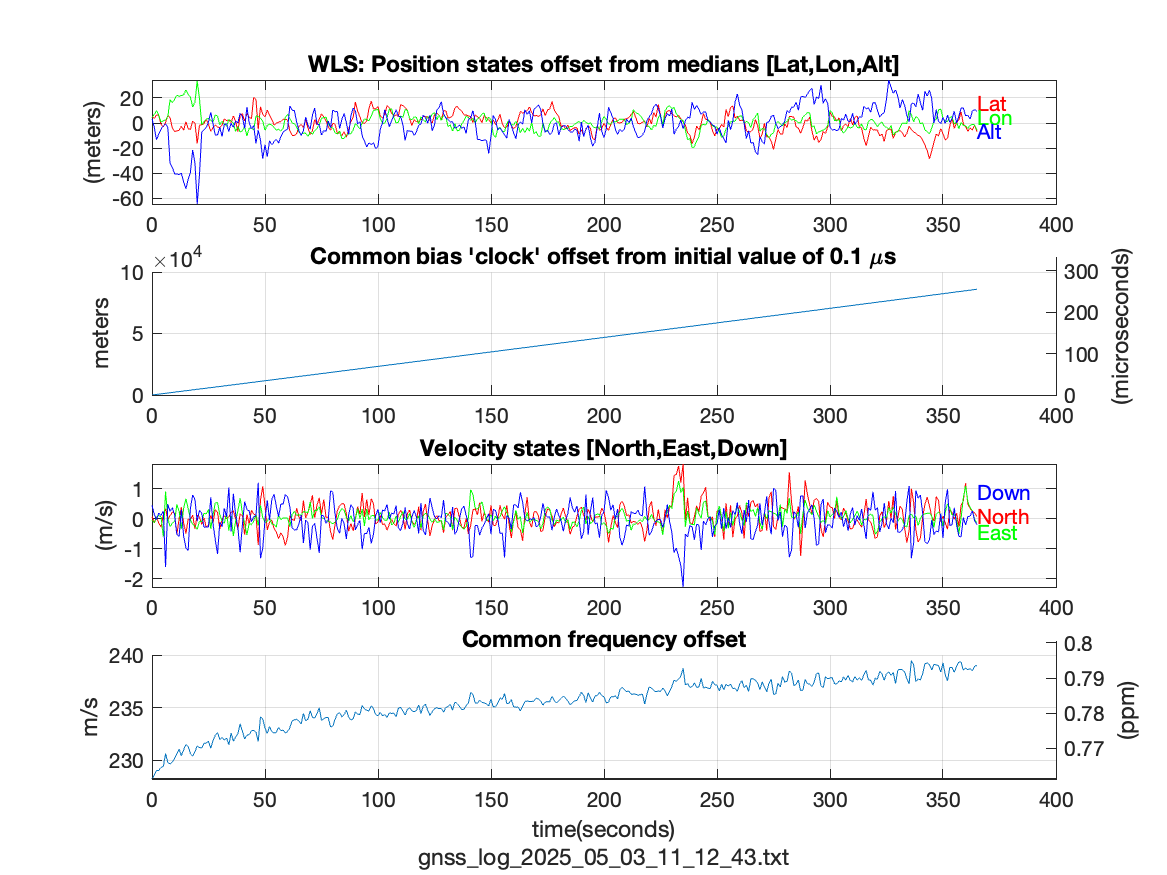 WLS: Position states offset from medians [Lat,Lon,Alt]
(meters)
20
0
-20
-40
-60
Lat
Lon
Alt
0 50 100 150 200 250 300 350 400
Common bias 'clock' offset from initial value of 0.1 μs
×10⁴
meters
10
5
0
300
200
100
0
(microseconds)
0 50 100 150 200 250 300 350 400
Velocity states [North,East,Down]
(m/s)
1
0
-1
-2
Down
North
East
0 50 100 150 200 250 300 350 400
Common frequency offset
m/s
240
235
230
0.8
0.79
0.78
0.77
(ppm)
0 50 100 150 200 250 300 350 400
time(seconds)
gnss_log_2025_05_03_11_12_43.txt